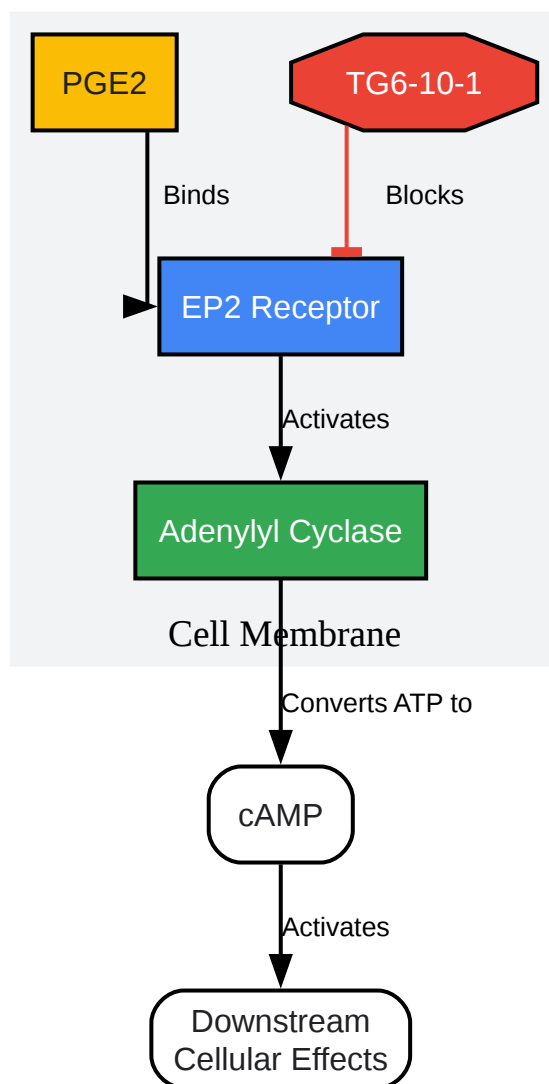 PGE2
TG6-10-1
Binds
Blocks
EP2 Receptor
Activates
Adenylyl Cyclase
Cell Membrane
Converts ATP to
cAMP
Activates
Downstream
Cellular Effects